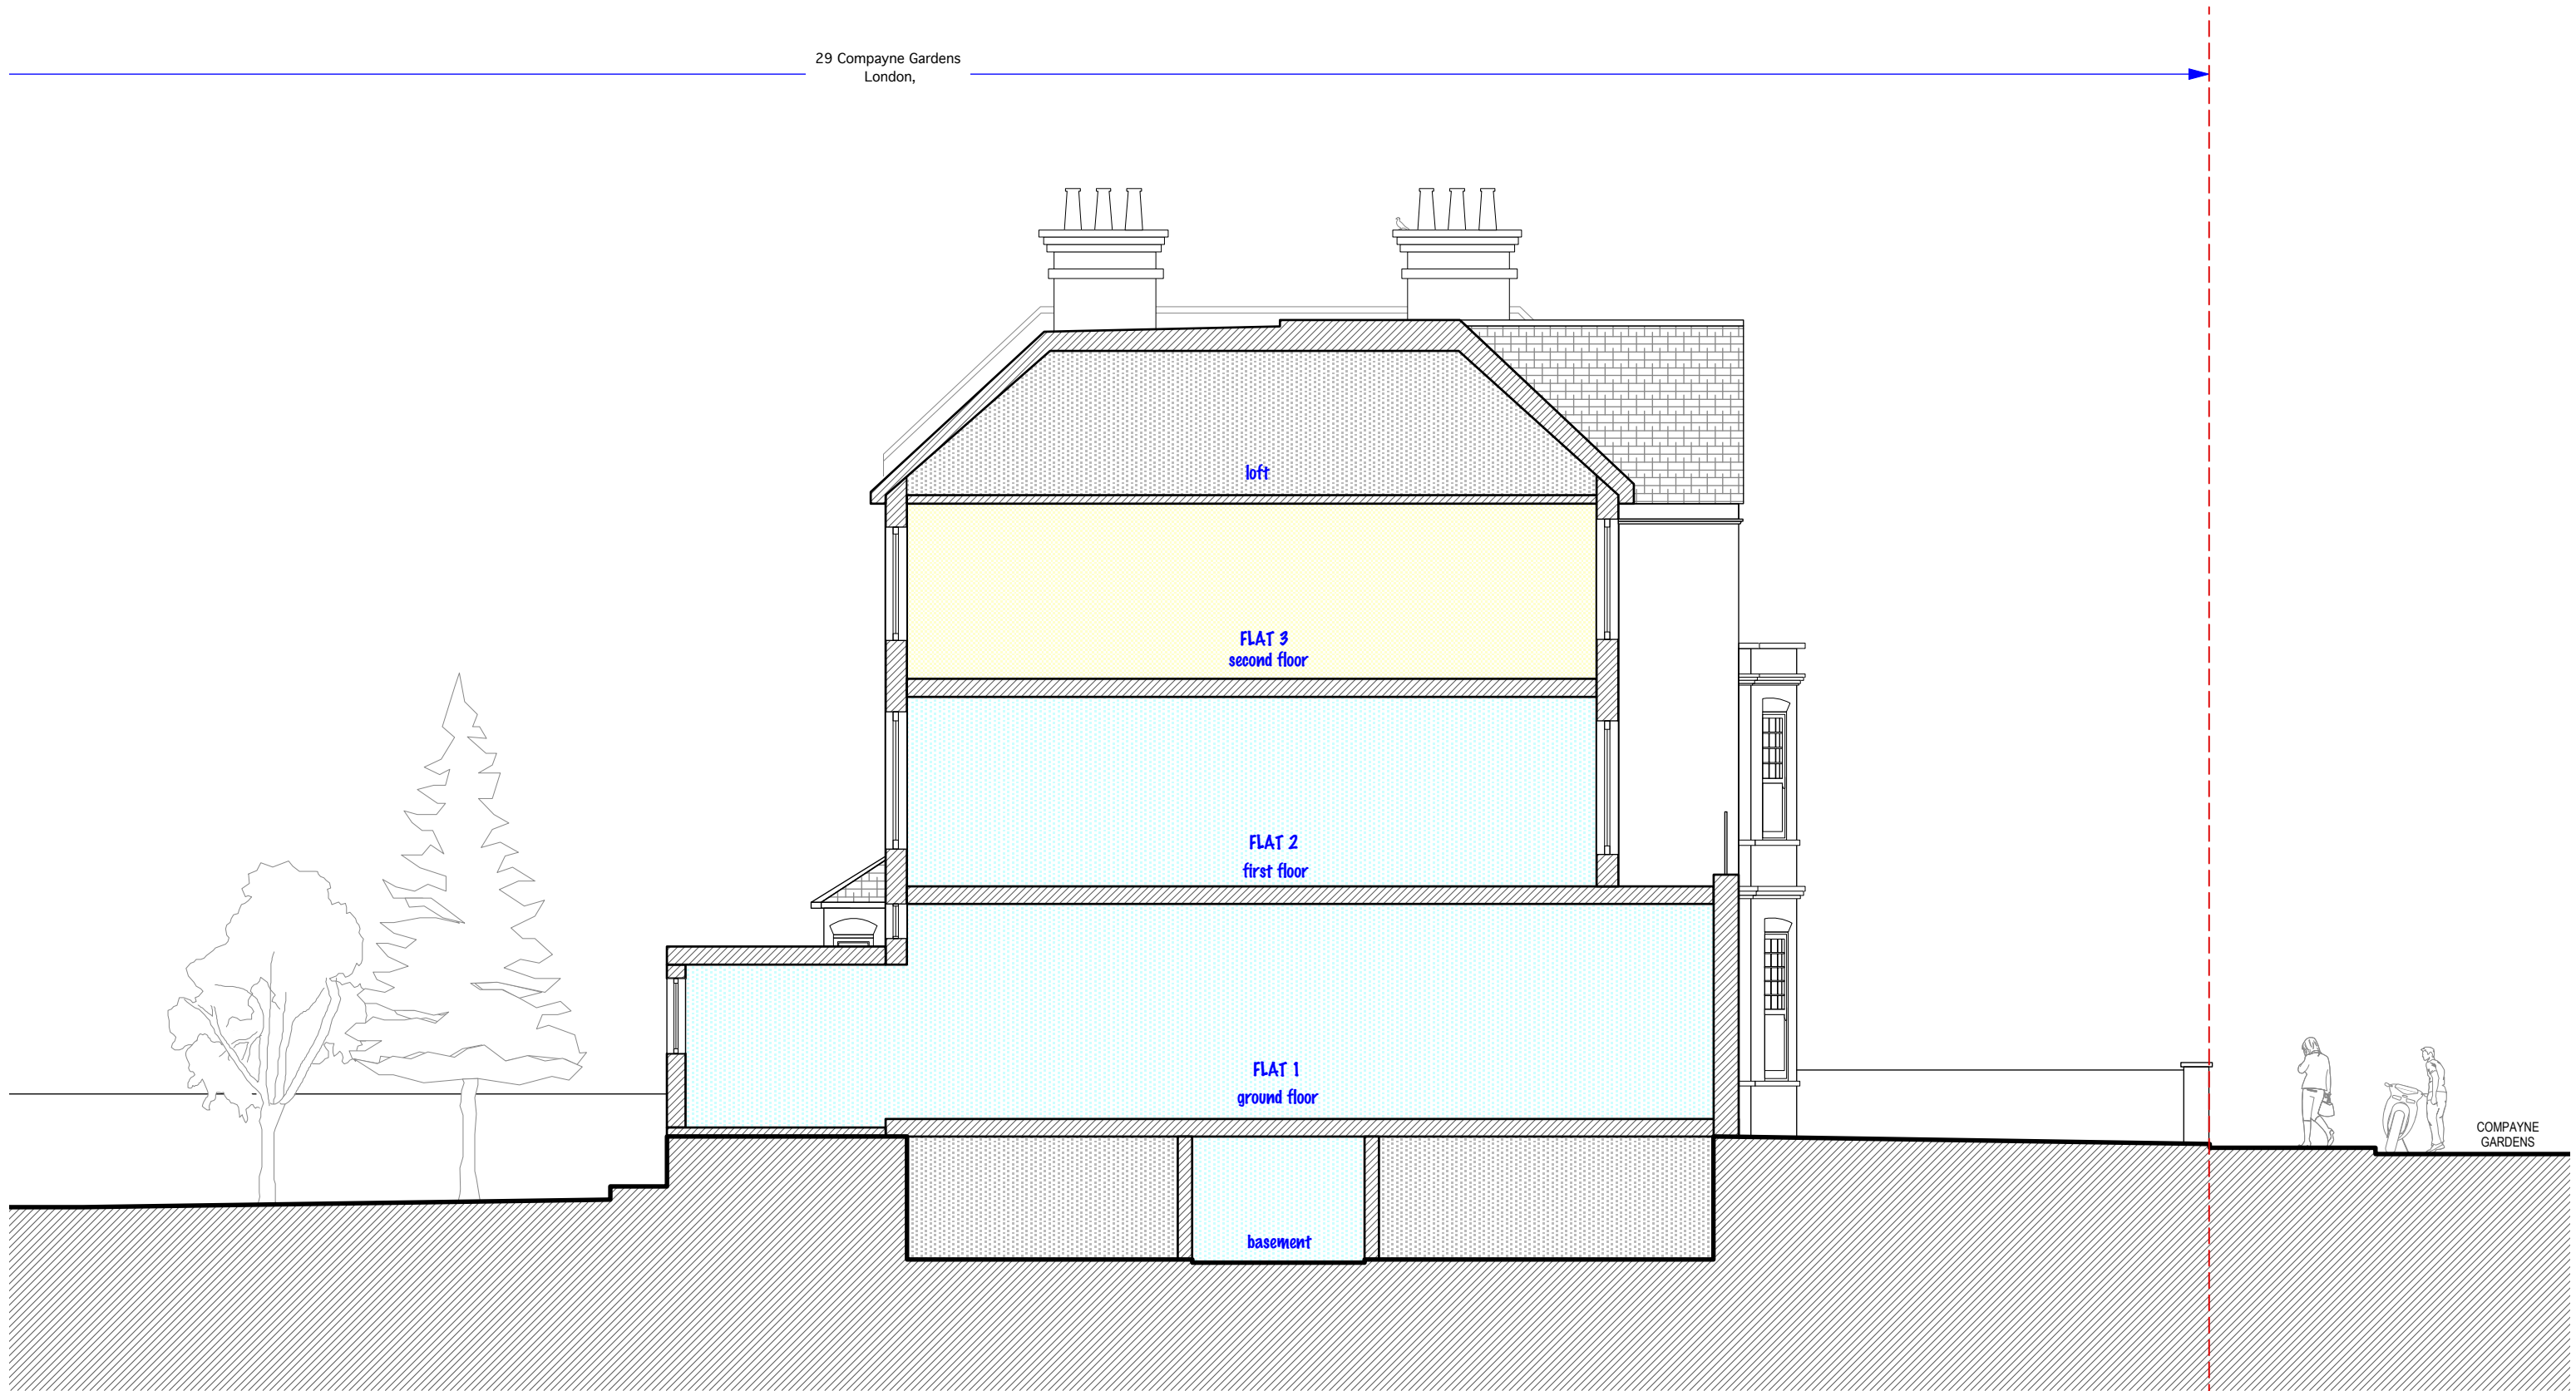 29 Compayne Gardens
London,
loft
FLAT 3
second floor
FLAT 2
first floor
FLAT 1
ground floor
basement
COMPAYNE
GARDENS